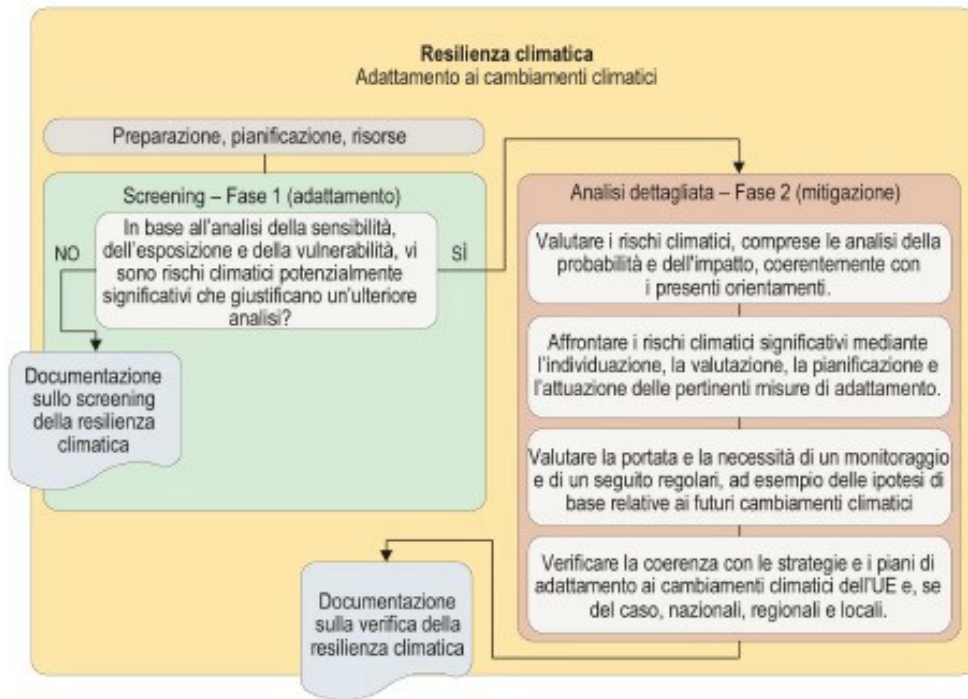 Resilienza climatica
Adattamento ai cambiamenti climatici
Preparazione, pianificazione, risorse
Screening – Fase 1 (adattamento)
NO
In base all'analisi della sensibilità,
dell'esposizione e della vulnerabilità, vi
sono rischi climatici potenzialmente
significativi che giustificano un'ulteriore
analisi?
SÌ
Documentazione
sullo screening
della resilienza
climatica
Analisi dettagliata – Fase 2 (mitigazione)
Valutare i rischi climatici, comprese le analisi della
probabilità e dell'impatto, coerentemente con
i presenti orientamenti.
Affrontare i rischi climatici significativi mediante
l'individuazione, la valutazione, la pianificazione e
l'attuazione delle pertinenti misure di adattamento.
Valutare la portata e la necessità di un monitoraggio
e di un seguito regolari, ad esempio delle ipotesi di
base relative ai futuri cambiamenti climatici
Verificare la coerenza con le strategie e i piani di
adattamento ai cambiamenti climatici dell'UE e, se
del caso, nazionali, regionali e locali.
Documentazione
sulla verifica della
resilienza climatica